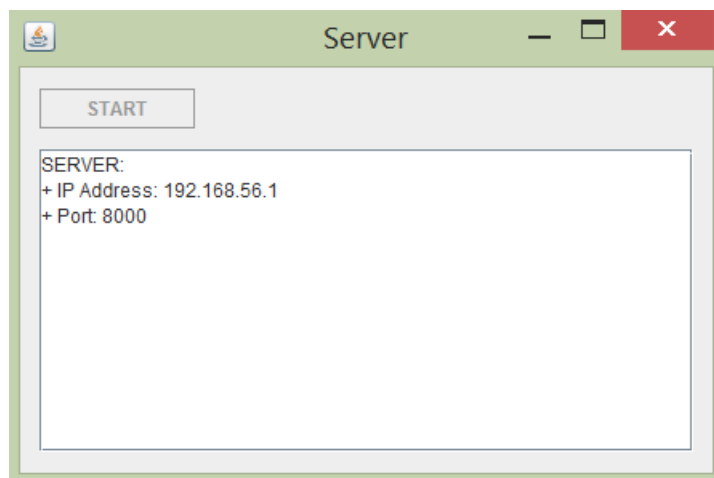 Server
START
SERVER:
+ IP Address: 192.168.56.1
+ Port: 8000